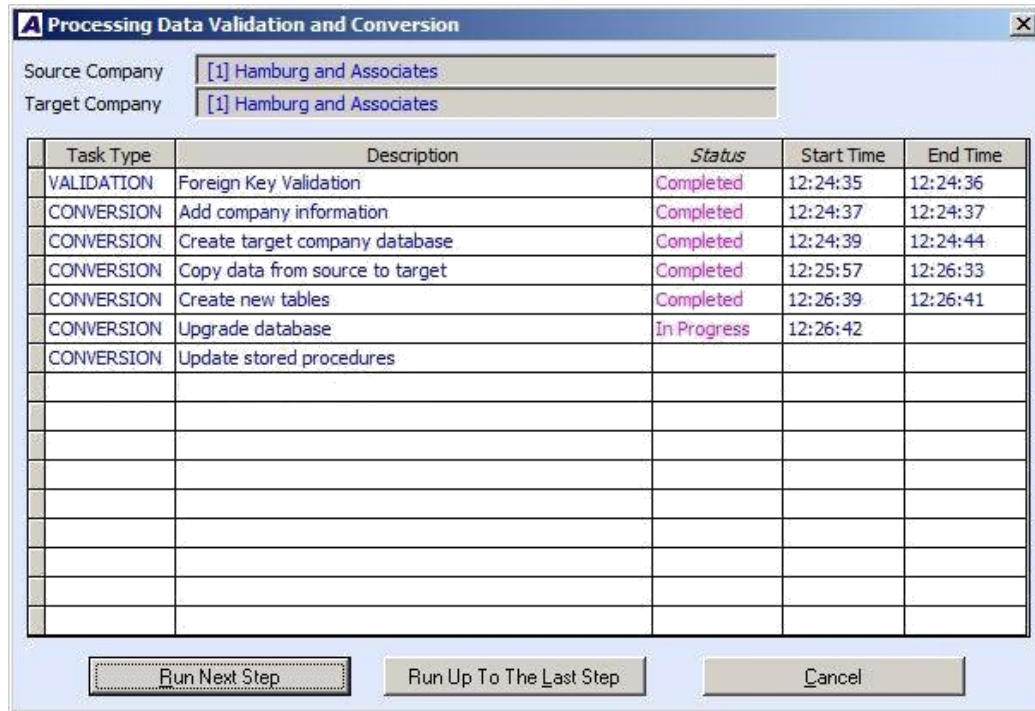 A Processing Data Validation and Conversion
Source Company [1] Hamburg and Associates
Target Company [1] Hamburg and Associates
Task Type Description Status Start Time End Time
VALIDATION Foreign Key Validation Completed 12:24:35 12:24:36
CONVERSION Add company information Completed 12:24:37 12:24:37
CONVERSION Create target company database Completed 12:24:39 12:24:44
CONVERSION Copy data from source to target Completed 12:25:57 12:26:33
CONVERSION Create new tables Completed 12:26:39 12:26:41
CONVERSION Upgrade database In Progress 12:26:42
CONVERSION Update stored procedures
Run Next Step Run Up To The Last Step Cancel